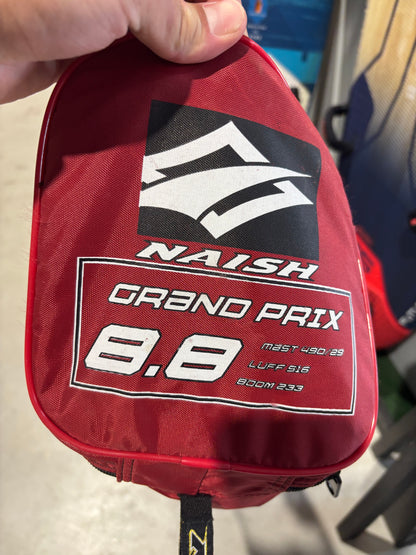 NAISH
GRAND PRIX
8.8
MAST 490/29
LUFF 516
BOOM 233